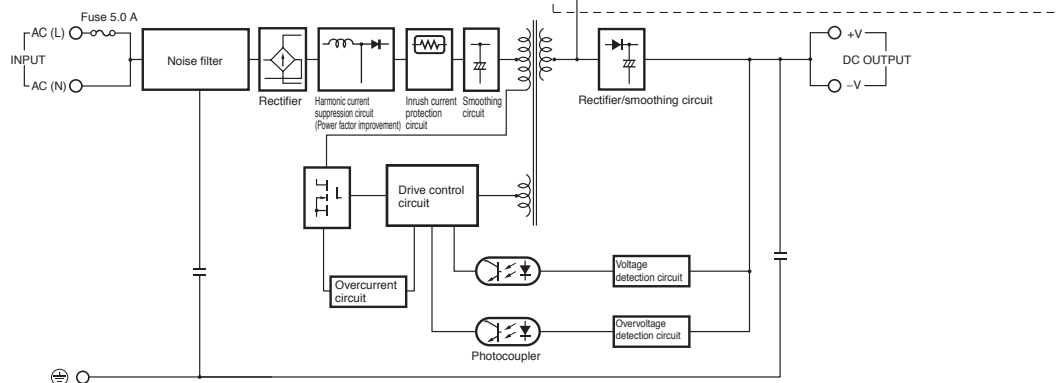 Fuse 5.0 A
AC (L)
INPUT
AC (N)
Noise filter
Rectifier
Harmonic current
suppression circuit
(Power factor improvement)
Inrush current
protection
circuit
Smoothing
circuit
Rectifier/smoothing circuit
+V
DC OUTPUT
–V
Drive control
circuit
Overcurrent
circuit
Voltage
detection circuit
Overvoltage
detection circuit
Photocoupler